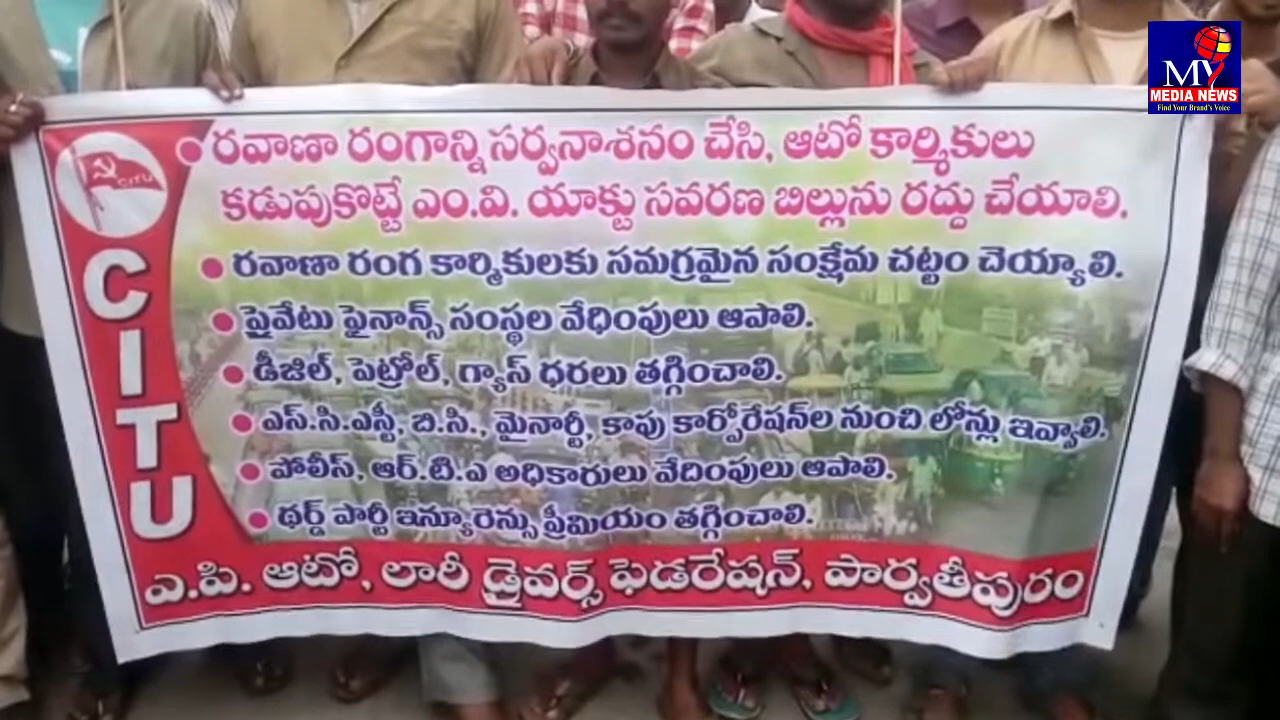 MY
MEDIA NEWS
Find Your Brand's Voice
CITU
CITU
రవాణా రంగాన్ని సర్వనాశనం చేసి, ఆటో కార్మికులు
కడుపుకొట్టే ఎం.వి. యాక్టు సవరణ బిల్లును రద్దు చేయాలి.
రవాణా రంగ కార్మికులకు సమగ్రమైన సంక్షేమ చట్టం చెయ్యాలి.
ప్రైవేటు ఫైనాన్స్ సంస్థల వేధింపులు ఆపాలి.
డీజిల్, పెట్రోల్, గ్యాస్ ధరలు తగ్గించాలి.
ఎస్.సి.ఎస్టీ, బి.సి., మైనార్టీ, కాపు కార్పోరేషన్‌ల నుంచి లోన్లు ఇవ్వాలి.
పోలీస్, ఆర్.టి.ఎ అధికారులు వేదింపులు ఆపాలి.
థర్డ్ పార్టీ ఇన్యూరెన్సు ప్రీమియం తగ్గించాలి.
ఎ.పి. ఆటో, లారీ డ్రైవర్స్ ఫెడరేషన్, పార్వతీపురం